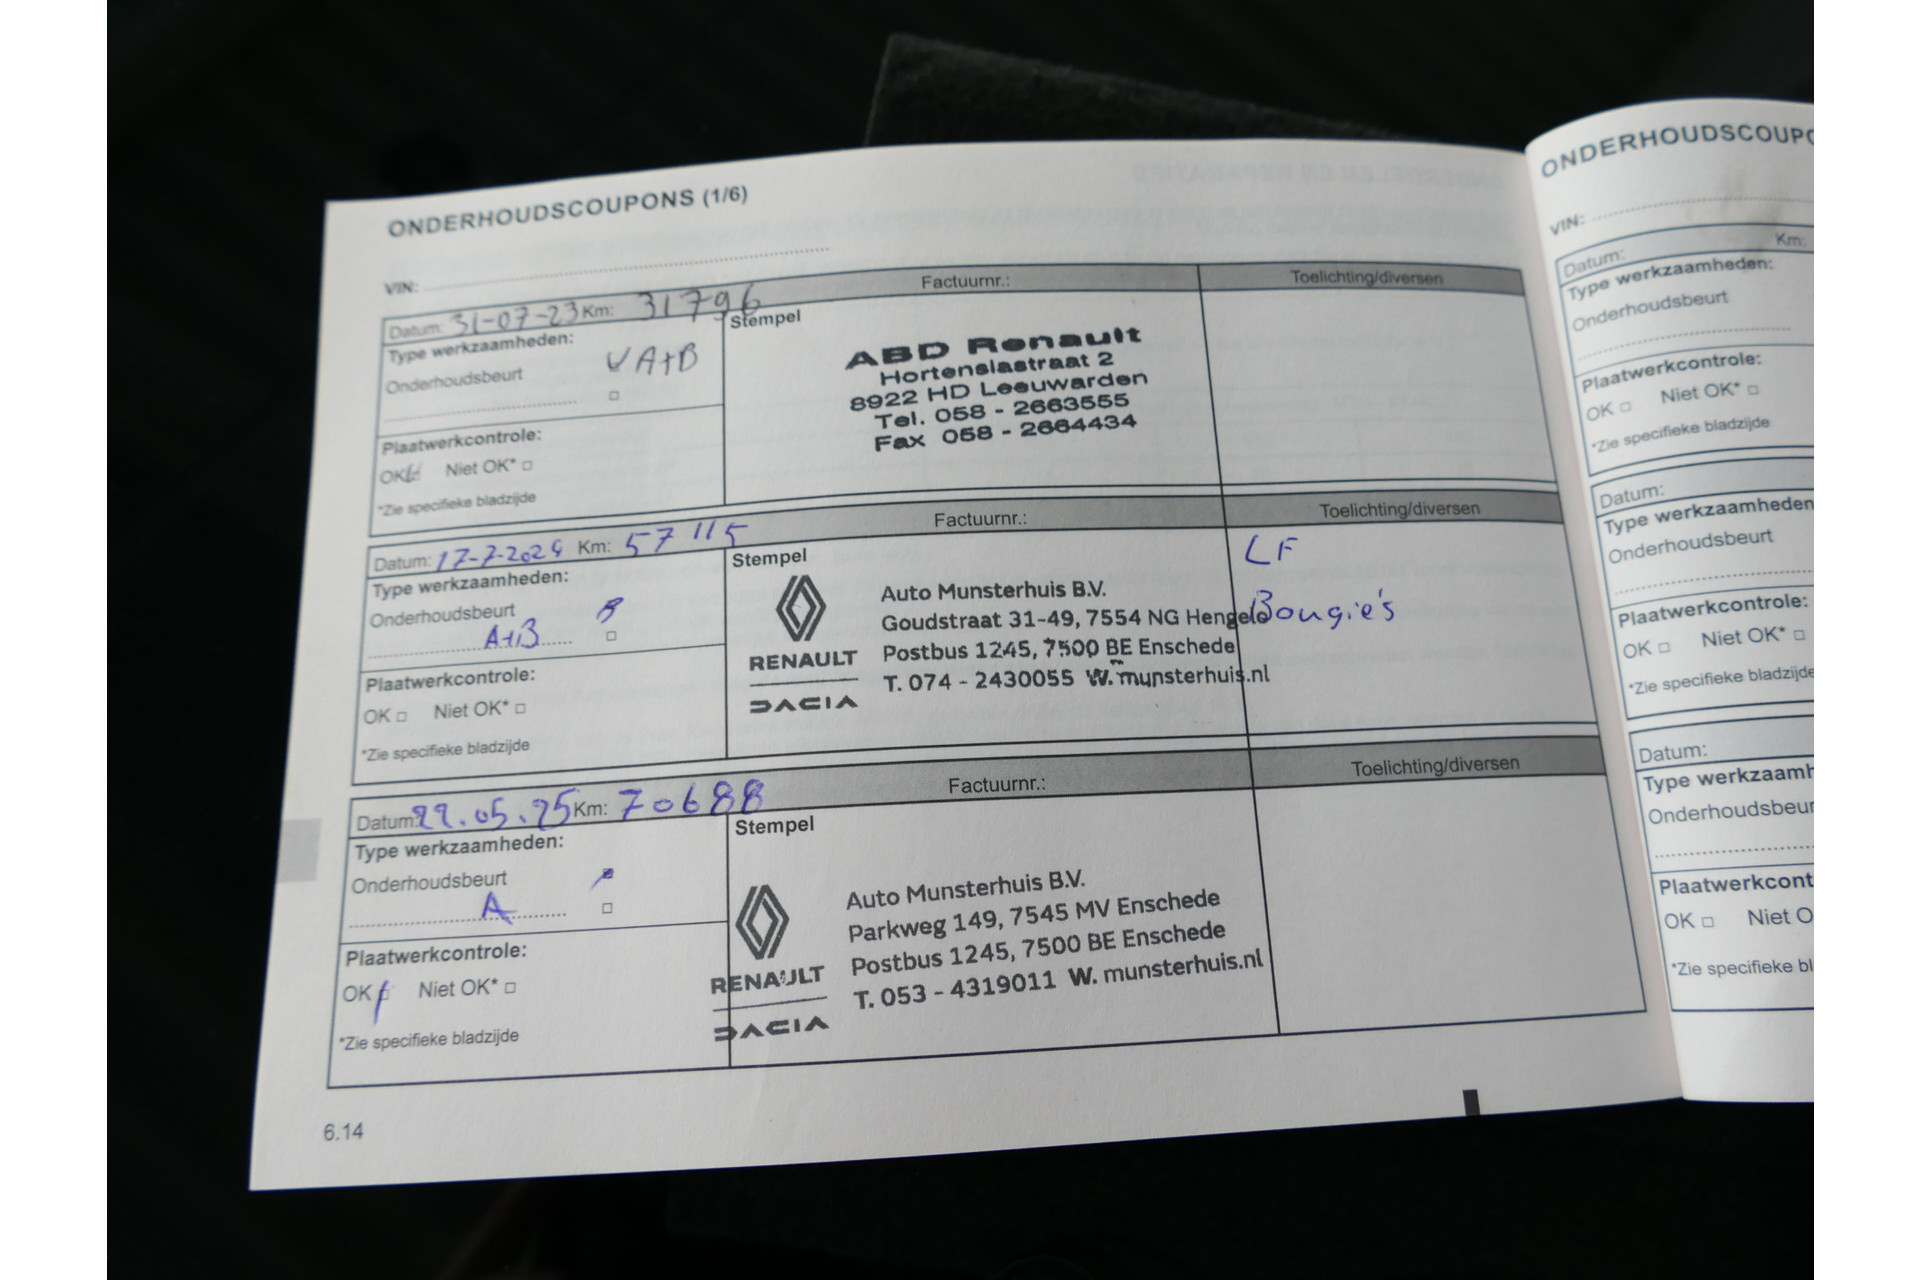 ONDERHOUDSCOUPONS (1/6)
VIN:
Datum: 31-07-23 Km: 31796 Factuurnr.: Toelichting/diversen
Type werkzaamheden:
Onderhoudsbeurt A+B
Stempel
ABD Renault
Hortensiastraat 2
8922 HD Leeuwarden
Tel. 058 - 2663555
Fax 058 - 2664434
Plaatwerkcontrole:
OK Niet OK*
*Zie specifieke bladzijde
Datum: 17-7-2024 Km: 57115 Factuurnr.: Toelichting/diversen
Type werkzaamheden:
Onderhoudsbeurt
A+B
Stempel
RENAULT
DACIA
Auto Munsterhuis B.V.
Goudstraat 31-49, 7554 NG Hengelo
Postbus 1245, 7500 BE Enschede
T. 074 - 2430055 W. munsterhuis.nl
LF
Bougie's
Plaatwerkcontrole:
OK Niet OK*
*Zie specifieke bladzijde
Datum: 22.05.25 Km: 70688 Factuurnr.: Toelichting/diversen
Type werkzaamheden:
Onderhoudsbeurt
A
Stempel
RENAULT
DACIA
Auto Munsterhuis B.V.
Parkweg 149, 7545 MV Enschede
Postbus 1245, 7500 BE Enschede
T. 053 - 4319011 W. munsterhuis.nl
Plaatwerkcontrole:
OK Niet OK*
*Zie specifieke bladzijde
6.14
ONDERHOUDSCOUPO
VIN:
Datum: Km:
Type werkzaamheden:
Onderhoudsbeurt
Plaatwerkcontrole:
OK Niet OK*
*Zie specifieke bladzijde
Datum:
Type werkzaamheden
Onderhoudsbeurt
Plaatwerkcontrole:
OK Niet OK*
*Zie specifieke bladzijde
Datum:
Type werkzaamh
Onderhoudsbeur
Plaatwerkcont
OK Niet O
*Zie specifieke bl